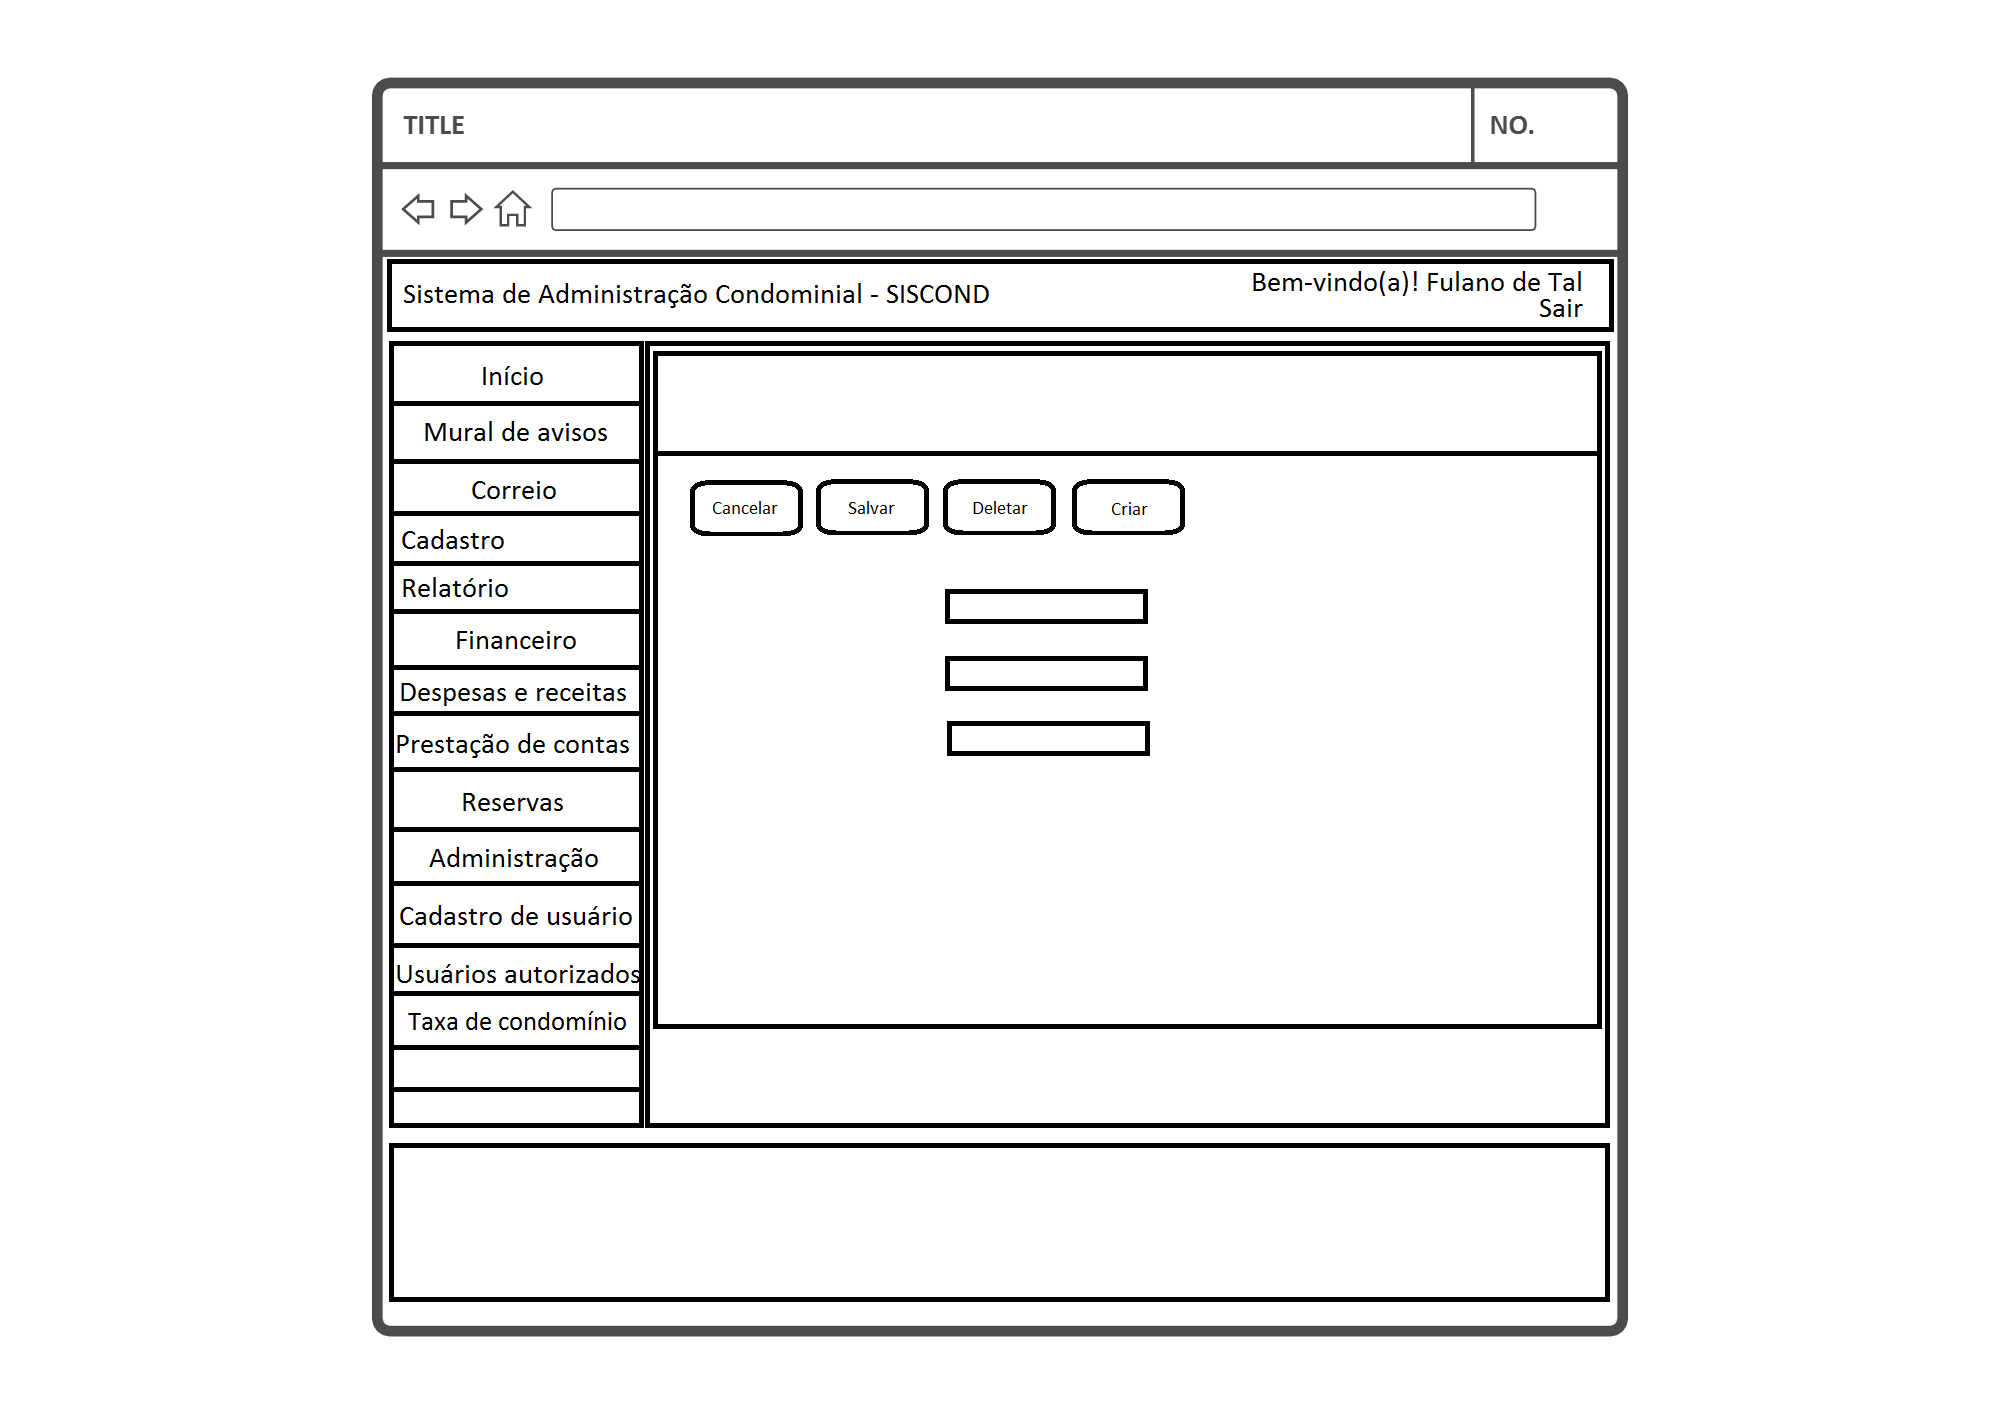 TITLE
NO.
Sistema de Administração Condominial - SISCOND
Bem-vindo(a)! Fulano de Tal
Sair
Início
Mural de avisos
Correio
Cadastro
Relatório
Financeiro
Despesas e receitas
Prestação de contas
Reservas
Administração
Cadastro de usuário
Usuários autorizados
Taxa de condomínio
Cancelar
Salvar
Deletar
Criar